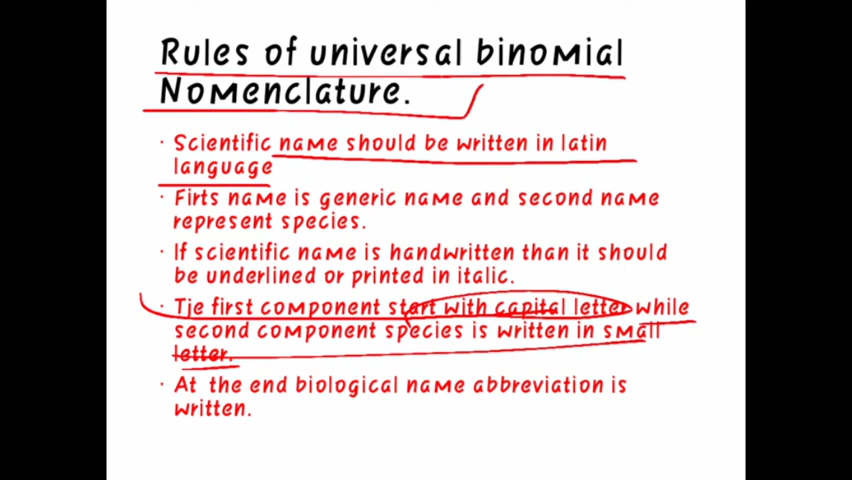 Rules of universal binomial
Nomenclature.
· Scientific name should be written in latin
language
· Firts name is generic name and second name
represent species.
· If scientific name is handwritten than it should
be underlined or printed in italic.
· Tje first component start with capital letter while
second component species is written in small
letter.
· At the end biological name abbreviation is
written.